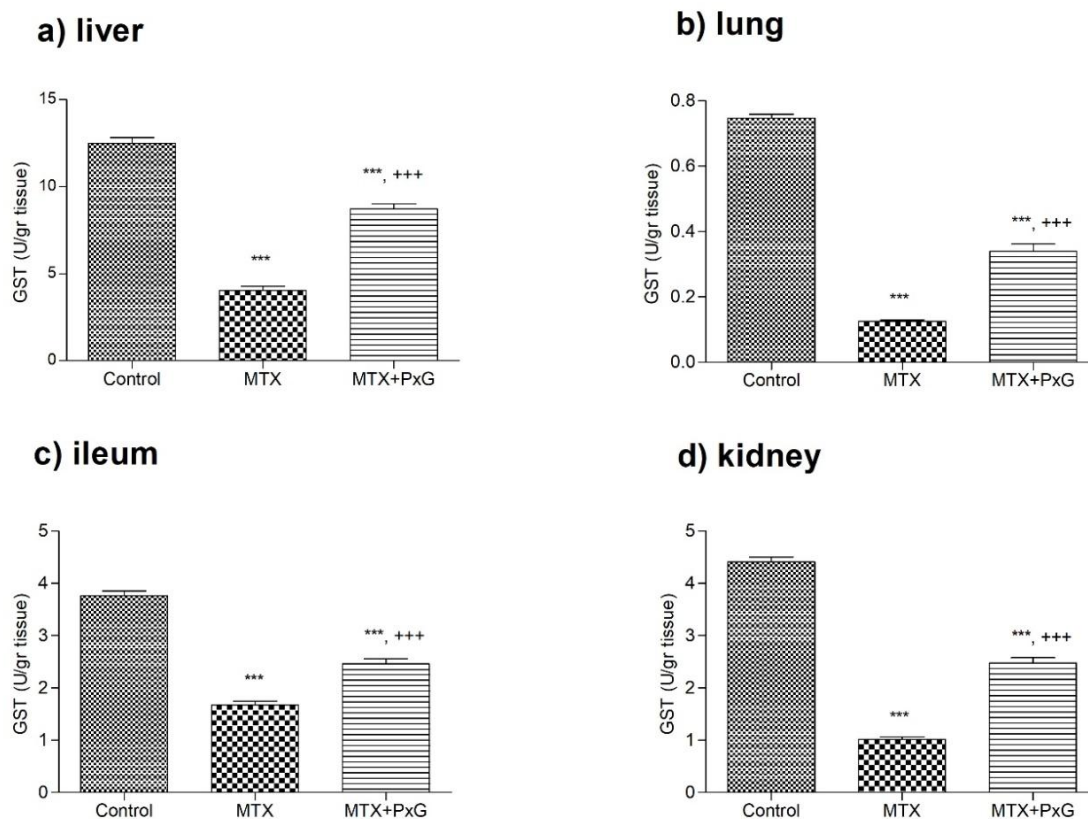 a) liver
GST (U/gr tissue)
15
10
5
0
***
***, +++
Control MTX MTX+PxG
b) lung
GST (U/gr tissue)
0.8
0.6
0.4
0.2
0.0
***
***, +++
Control MTX MTX+PxG
c) ileum
GST (U/gr tissue)
5
4
3
2
1
0
***
***, +++
Control MTX MTX+PxG
d) kidney
GST (U/gr tissue)
5
4
3
2
1
0
***
***, +++
Control MTX MTX+PxG